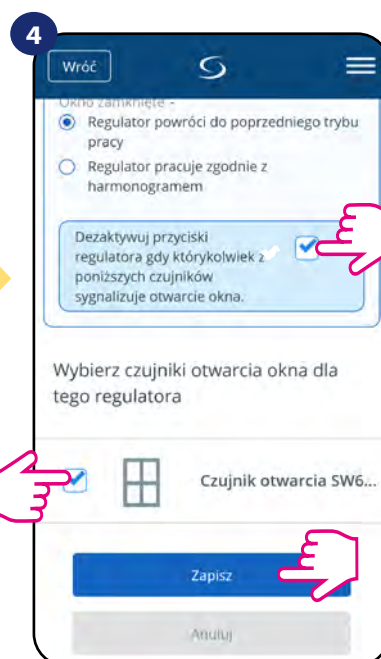 4
Wróć
Okno zamknięte -
Regulator powróci do poprzedniego trybu
pracy
Regulator pracuje zgodnie z
harmonogramem
Dezaktywuj przyciski
regulatora gdy którykolwiek z
poniższych czujników
sygnalizuje otwarcie okna.
Wybierz czujniki otwarcia okna dla
tego regulatora
Czujnik otwarcia SW6...
Zapisz
Anuluj